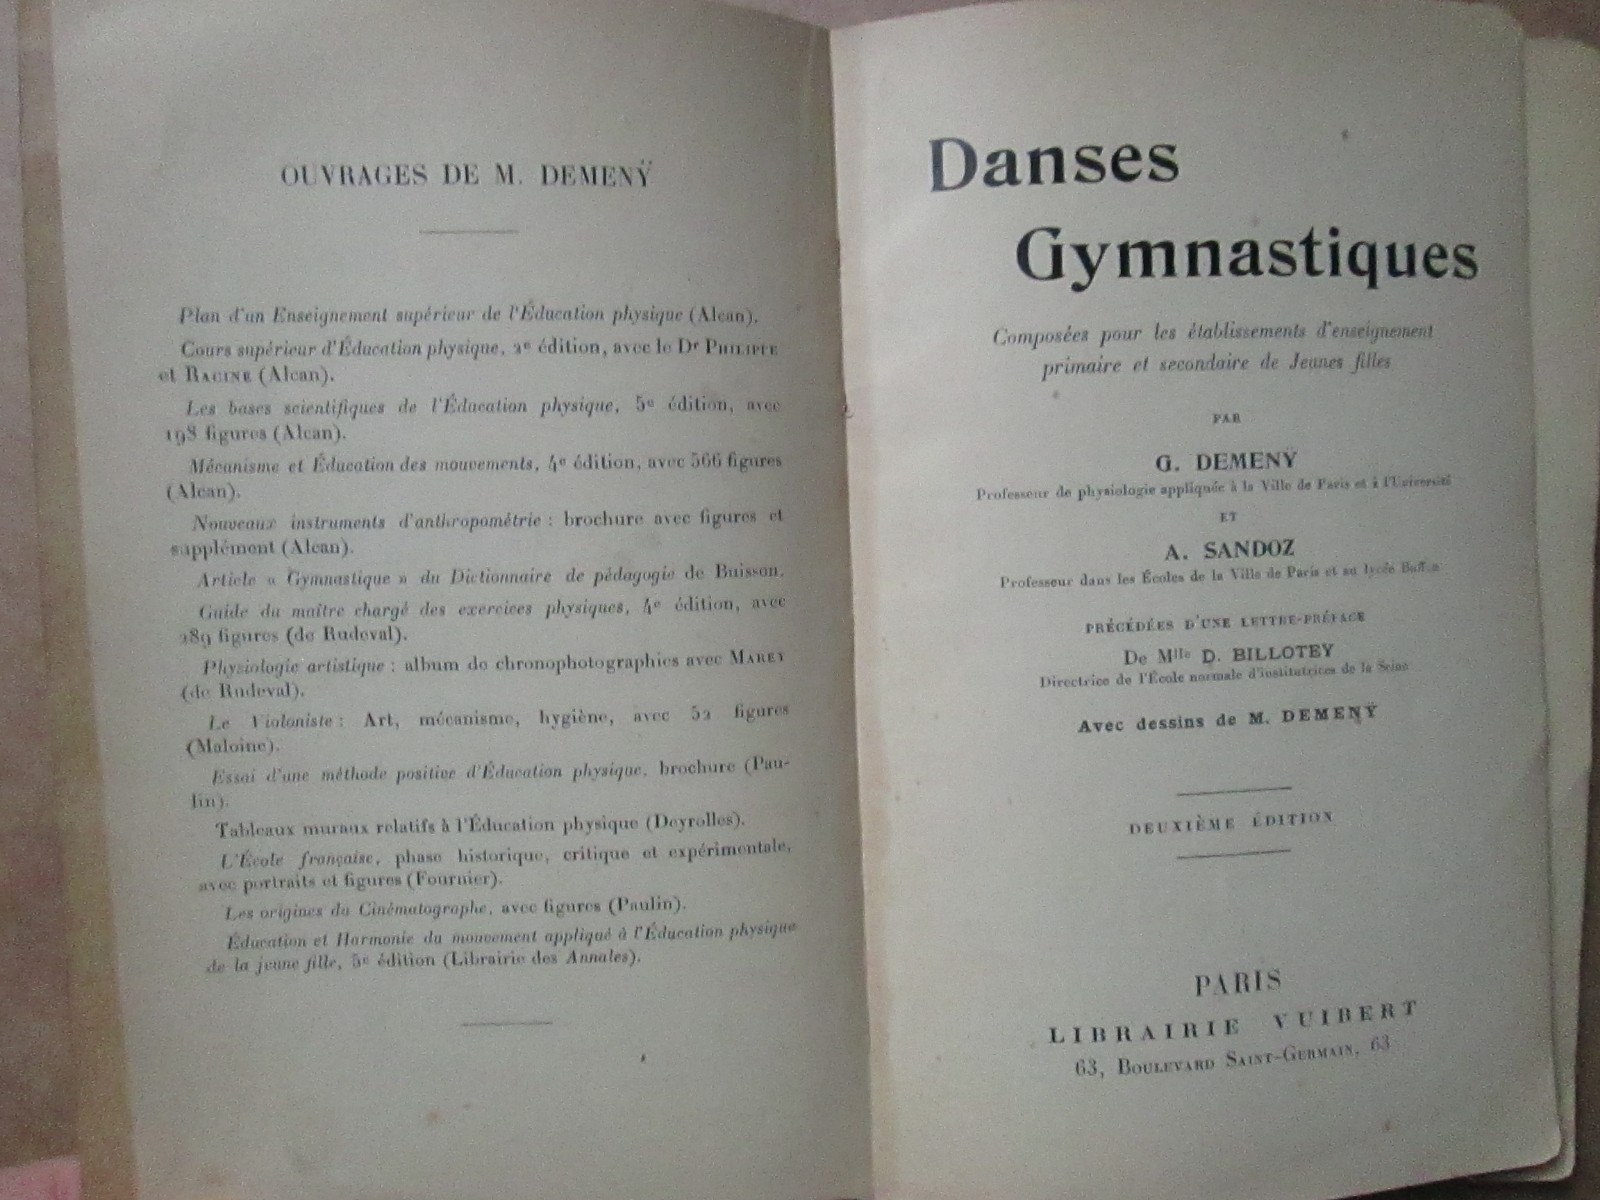 OUVRAGES DE M. DEMENŸ
Plan d'un Enseignement supérieur de l'Éducation physique (Alcan).
Cours supérieur d'Éducation physique, 2e édition, avec le Dr PHILIPPE
et RACINE (Alcan).
Les bases scientifiques de l'Éducation physique, 5e édition, avec
198 figures (Alcan).
Mécanisme et Éducation des mouvements, 4e édition, avec 566 figures
(Alcan).
Nouveaux instruments d'anthropométrie : brochure avec figures et
supplément (Alcan).
Article « Gymnastique » du Dictionnaire de pédagogie de Buisson.
Guide du maître chargé des exercices physiques, 4e édition, avec
289 figures (de Rudeval).
Physiologie artistique : album de chronophotographies avec MAREY
(de Rudeval).
Le Violoniste : Art, mécanisme, hygiène, avec 52 figures
(Maloine).
Essai d'une méthode positive d'Éducation physique, brochure (Pau-
lin).
Tableaux muraux relatifs à l'Éducation physique (Deyrolles).
L'École française, phase historique, critique et expérimentale,
avec portraits et figures (Fournier).
Les origines du Cinématographe, avec figures (Paulin).
Éducation et Harmonie du mouvement appliqué à l'Éducation physique
de la jeune fille, 5e édition (Librairie des Annales).
Danses
Gymnastiques
Composées pour les établissements d'enseignement
primaire et secondaire de Jeunes filles
PAR
G. DEMENŸ
Professeur de physiologie appliquée à la Ville de Paris et à l'Université
ET
A. SANDOZ
Professeur dans les Écoles de la Ville de Paris et au lycée Buffon
PRÉCÉDÉES D'UNE LETTRE-PRÉFACE
De Mlle D. BILLOTEY
Directrice de l'École normale d'institutrices de la Seine
Avec dessins de M. DEMENŸ
DEUXIÈME ÉDITION
PARIS
LIBRAIRIE VUIBERT
63, BOULEVARD SAINT-GERMAIN, 63